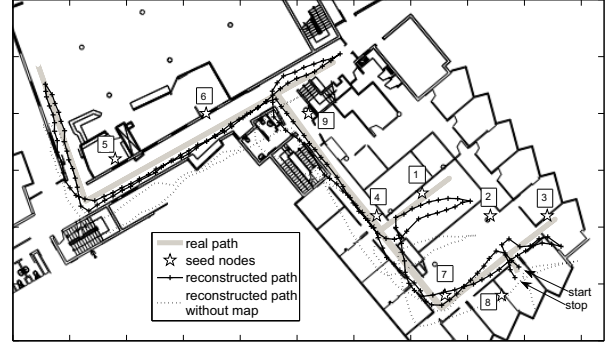 6
5
9
1
4
2
3
7
8
start
stop
real path
seed nodes
reconstructed path
reconstructed path
without map